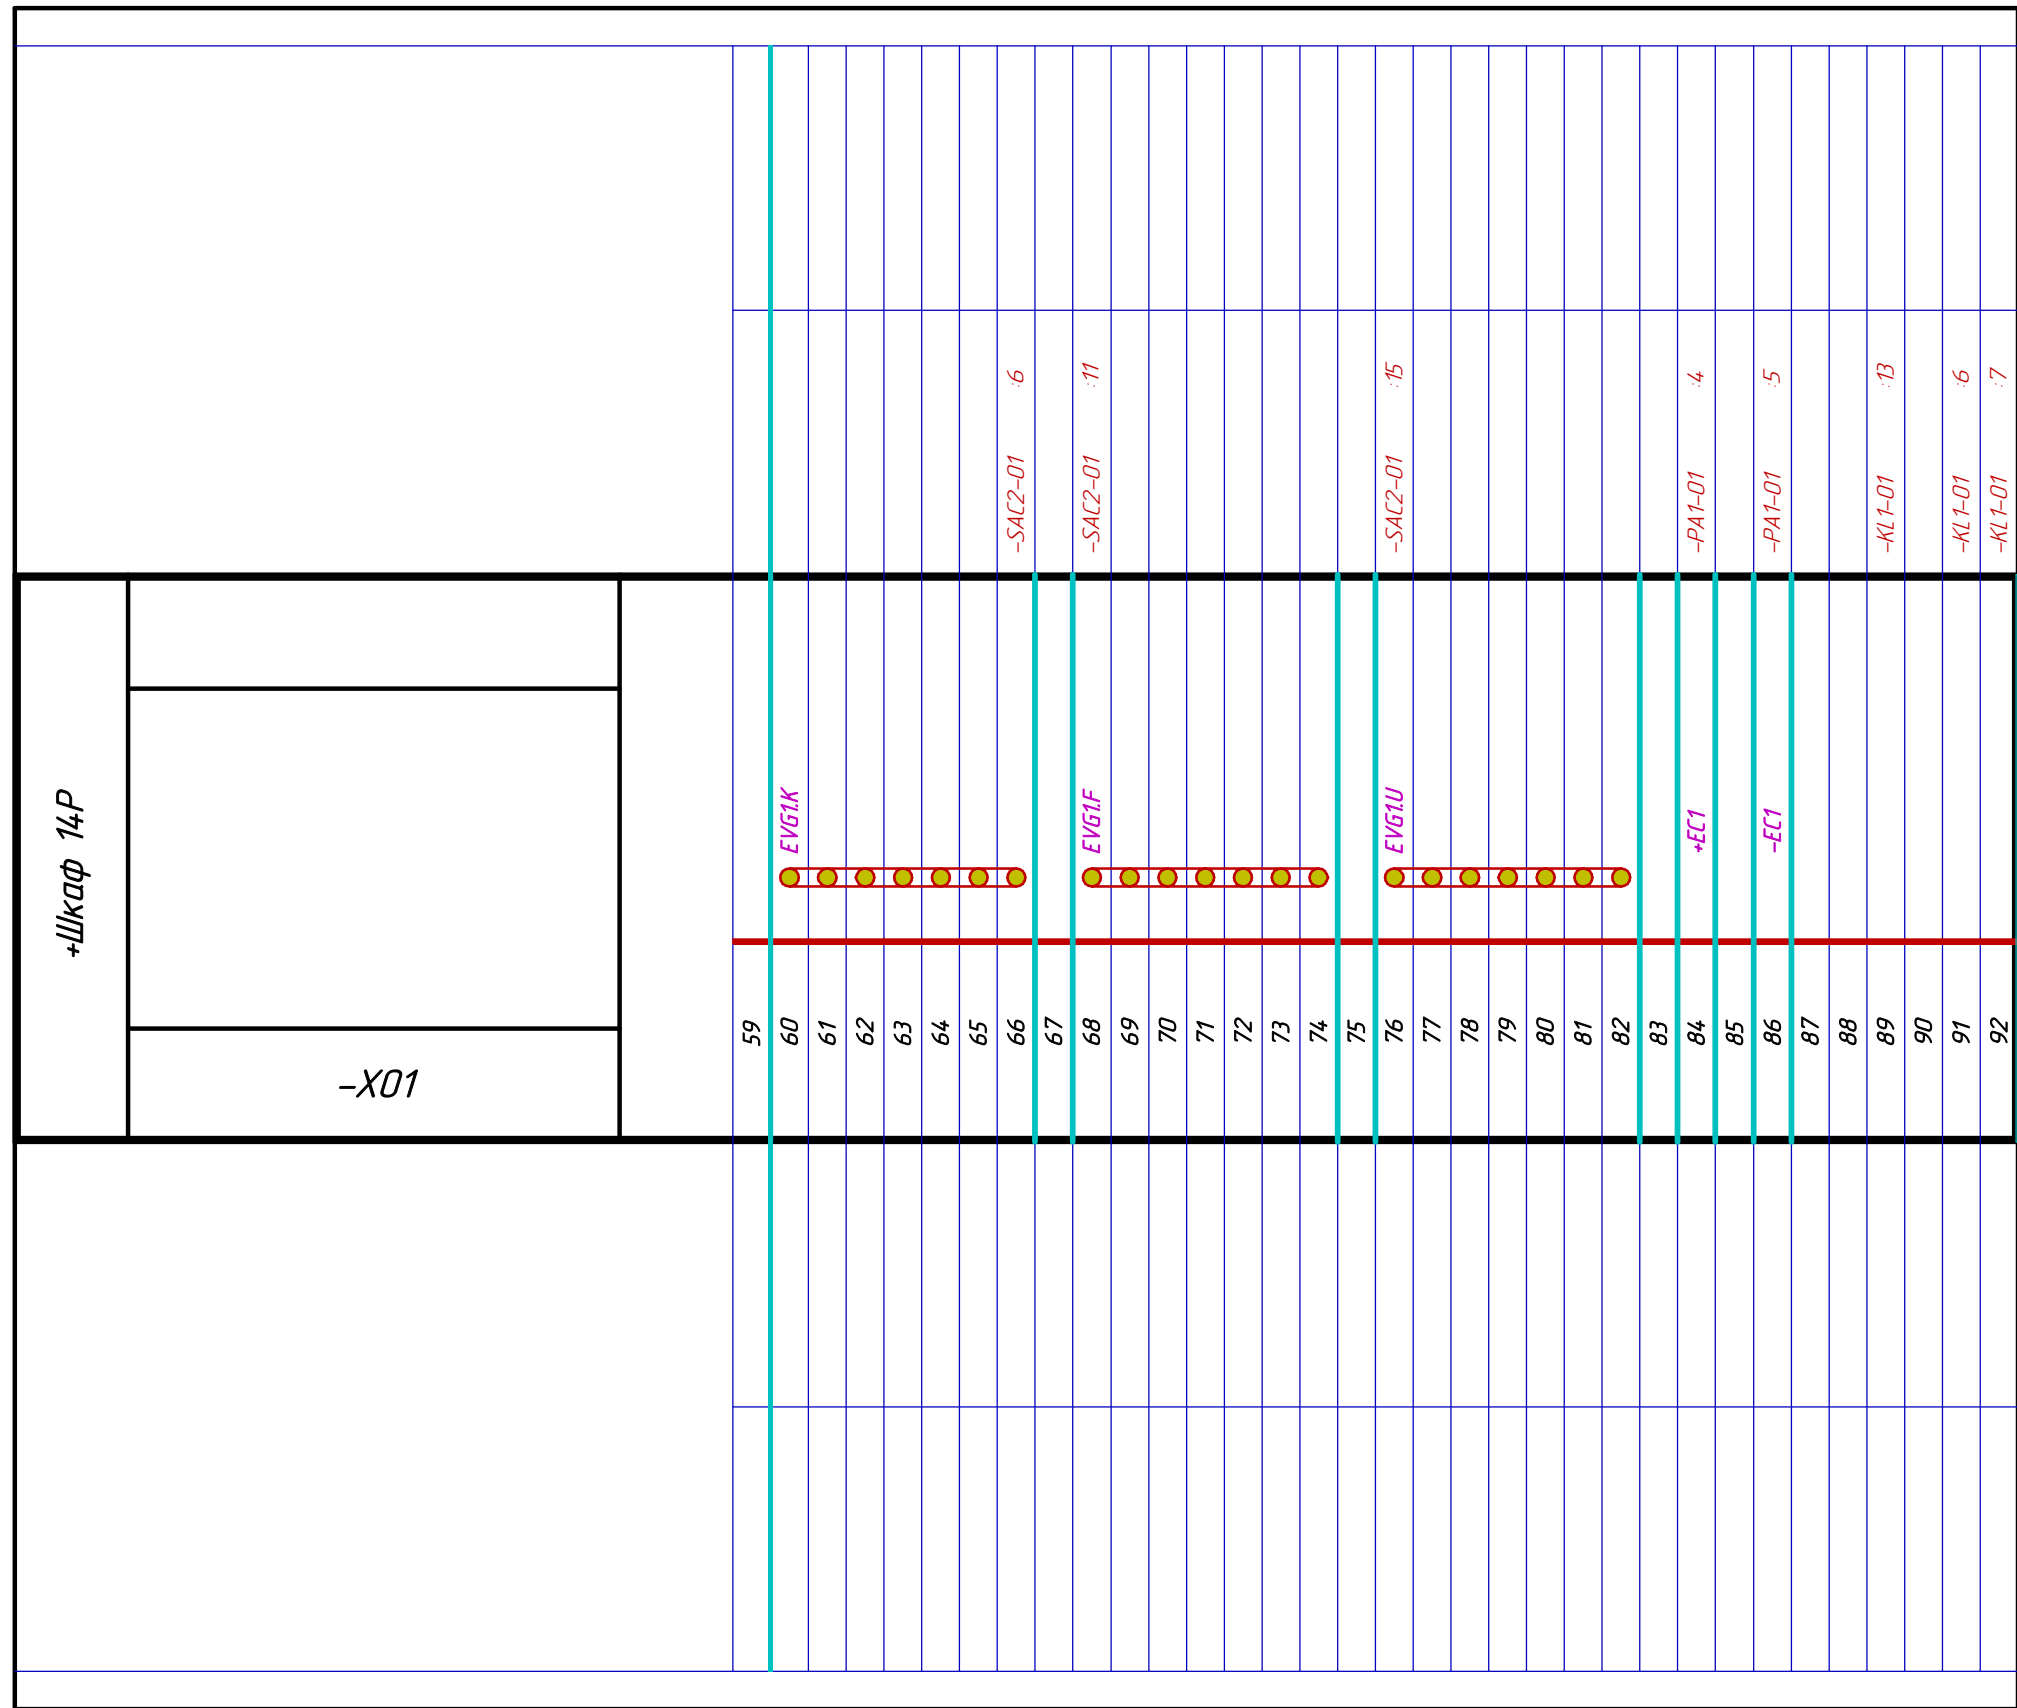 +Шкаф 14Р
-X01
:6
:11
:15
:4
:5
:13
:6
:7
-SAC2-01
-SAC2-01
-SAC2-01
-PA1-01
-PA1-01
-KL1-01
-KL1-01
-KL1-01
EVG1.K
EVG1.F
EVG1.U
+EC1
-EC1
59
60
61
62
63
64
65
66
67
68
69
70
71
72
73
74
75
76
77
78
79
80
81
82
83
84
85
86
87
88
89
90
91
92